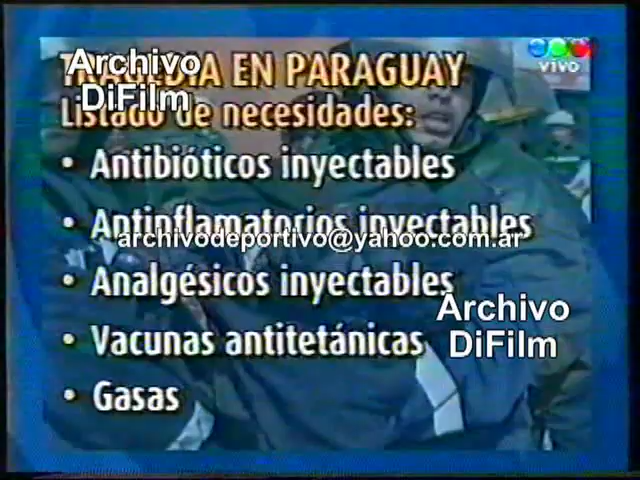 Archivo
DiFilm
TRAGEDIA EN PARAGUAY
vivo
Listado de necesidades:
• Antibióticos inyectables
• Antinflamatorios inyectables
archivodeportivo@yahoo.com.ar
• Analgésicos inyectables
Archivo
DiFilm
• Vacunas antitetánicas
• Gasas